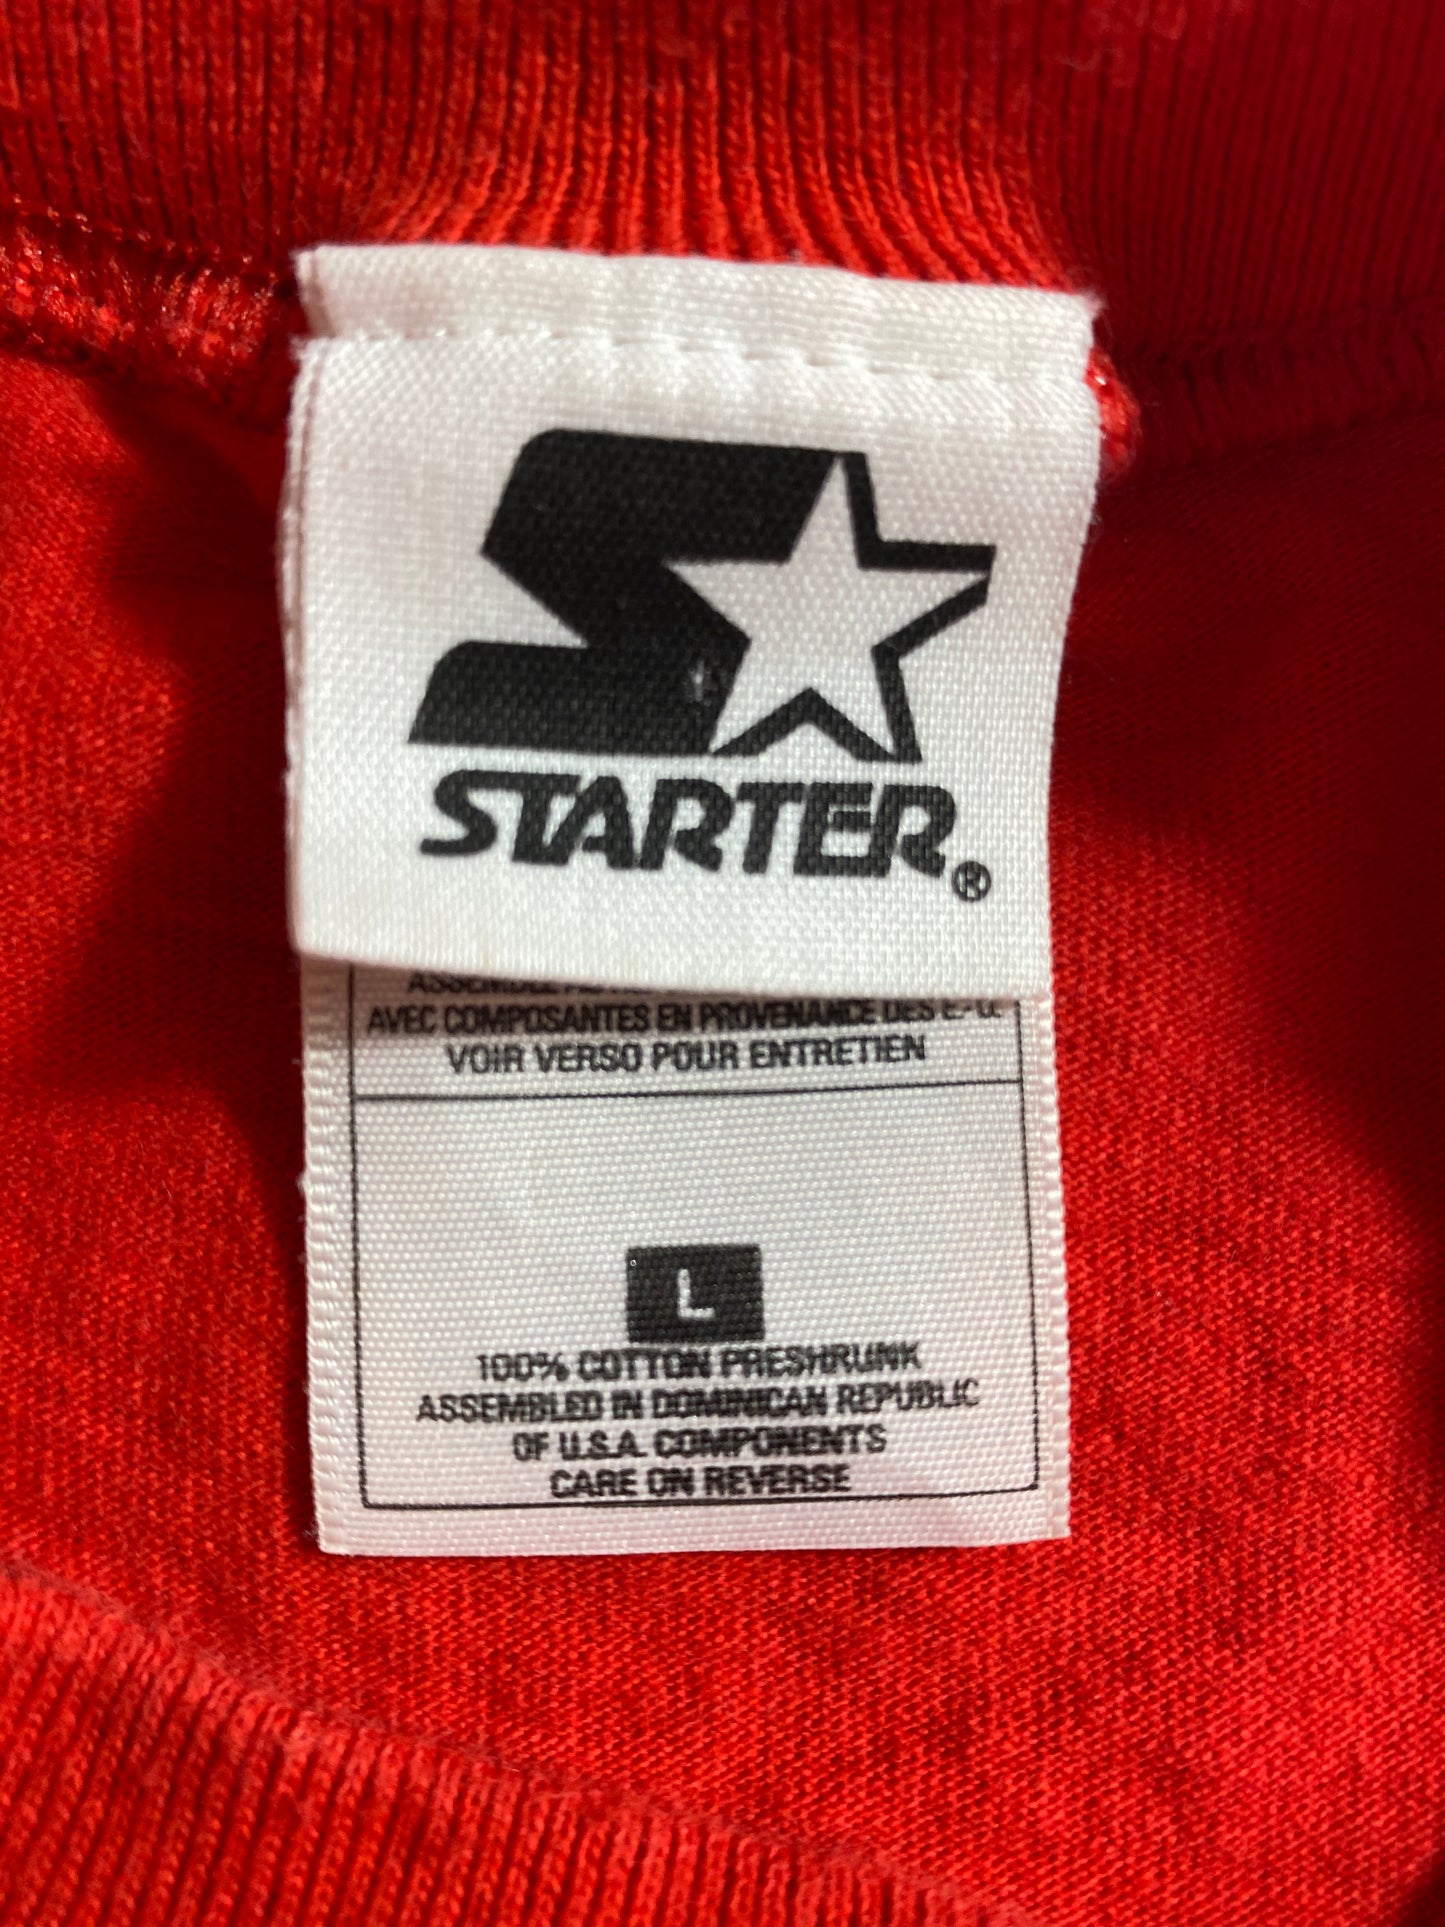 STARTER®
AVEC COMPOSANTES EN PROVENANCE DES É.-U.
VOIR VERSO POUR ENTRETIEN
L
100% COTTON PRESHRUNK
ASSEMBLED IN DOMINICAN REPUBLIC
OF U.S.A. COMPONENTS
CARE ON REVERSE